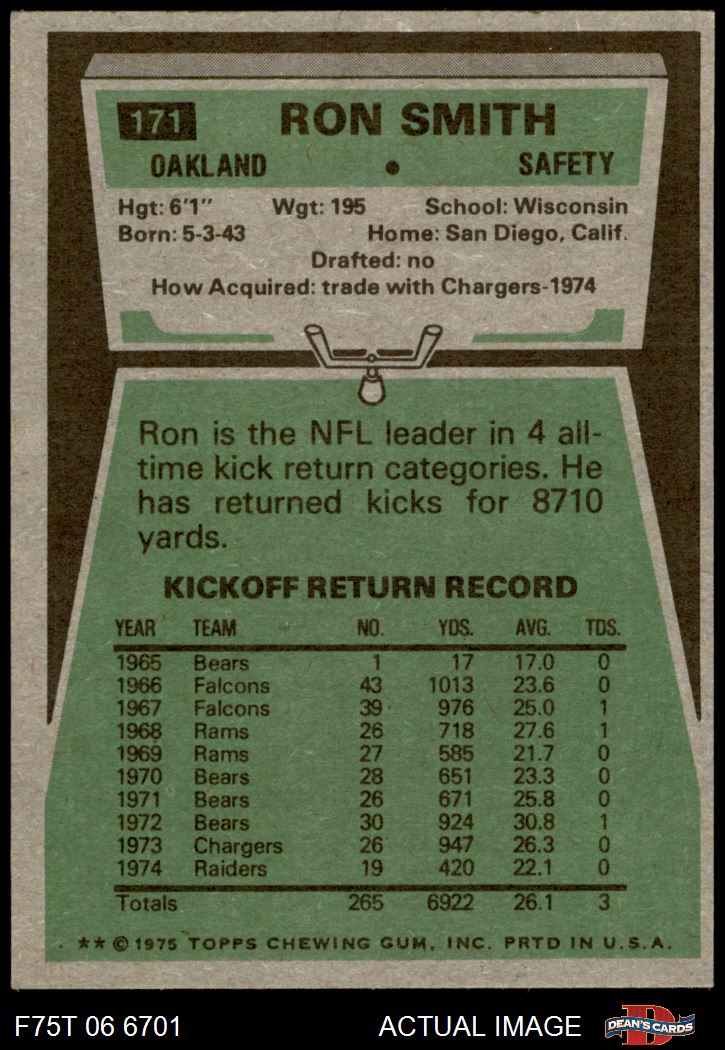 171 RON SMITH
OAKLAND • SAFETY
Hgt: 6'1" Wgt: 195 School: Wisconsin
Born: 5-3-43 Home: San Diego, Calif.
Drafted: no
How Acquired: trade with Chargers-1974
Ron is the NFL leader in 4 all-
time kick return categories. He
has returned kicks for 8710
yards.
KICKOFF RETURN RECORD
YEAR TEAM NO. YDS. AVG. TDS.
1965 Bears 1 17 17.0 0
1966 Falcons 43 1013 23.6 0
1967 Falcons 39 976 25.0 1
1968 Rams 26 718 27.6 1
1969 Rams 27 585 21.7 0
1970 Bears 28 651 23.3 0
1971 Bears 26 671 25.8 0
1972 Bears 30 924 30.8 1
1973 Chargers 26 947 26.3 0
1974 Raiders 19 420 22.1 0
Totals 265 6922 26.1 3
** © 1975 TOPPS CHEWING GUM, INC. PRTD IN U.S.A.
F75T 06 6701 ACTUAL IMAGE DEAN'S CARDS